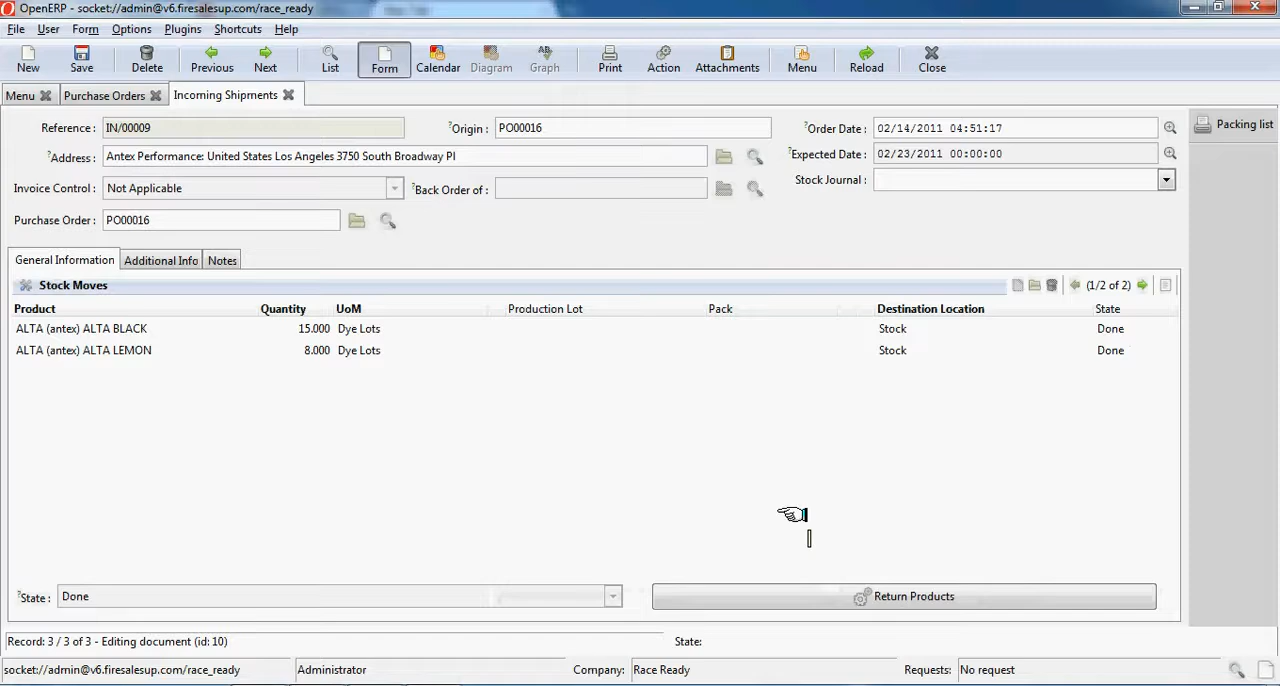 OpenERP - socket://admin@v6.firesalesup.com/race_ready
File User Form Options Plugins Shortcuts Help
New Save Delete Previous Next List Form Calendar Diagram Graph Print Action Attachments Menu Reload Close
Menu Purchase Orders Incoming Shipments
Reference : IN/00009 ?Origin : PO00016 ?Order Date : 02/14/2011 04:51:17 Packing list
?Address : Antex Performance: United States Los Angeles 3750 South Broadway Pl ?Expected Date : 02/23/2011 00:00:00
Invoice Control : Not Applicable ?Back Order of : Stock Journal :
Purchase Order : PO00016
General Information Additional Info Notes
Stock Moves (1/2 of 2)
Product Quantity UoM Production Lot Pack Destination Location State
ALTA (antex) ALTA BLACK 15.000 Dye Lots Stock Done
ALTA (antex) ALTA LEMON 8.000 Dye Lots Stock Done
?State : Done Return Products
Record: 3 / 3 of 3 - Editing document (id: 10) State:
socket://admin@v6.firesalesup.com/race_ready Administrator Company: Race Ready Requests: No request